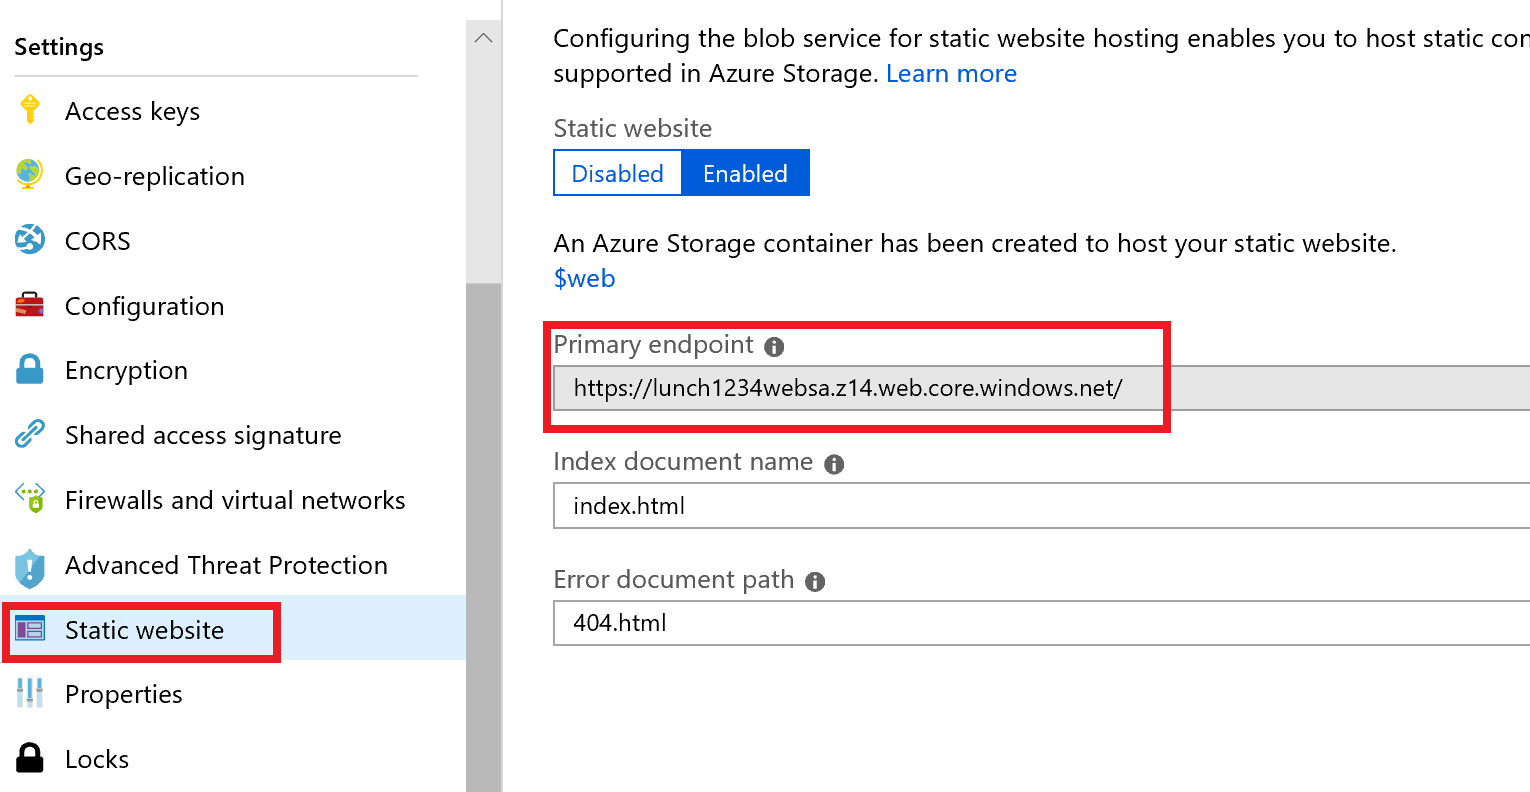 Settings
Access keys
Geo-replication
CORS
Configuration
Encryption
Shared access signature
Firewalls and virtual networks
Advanced Threat Protection
Static website
Properties
Locks
Configuring the blob service for static website hosting enables you to host static
supported in Azure Storage. Learn more
Static website
Disabled Enabled
An Azure Storage container has been created to host your static website.
$web
Primary endpoint
https://lunch1234websa.z14.web.core.windows.net/
Index document name
index.html
Error document path
404.html